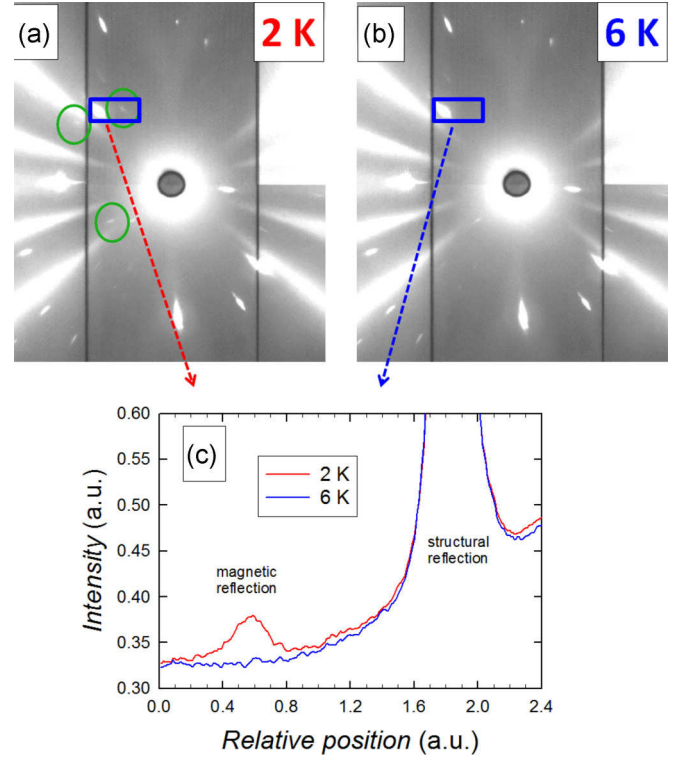 (a)
2 K
(b)
6 K
(c)
2 K
6 K
magnetic
reflection
structural
reflection
0.60
0.55
0.50
0.45
0.40
0.35
0.30
0.0 0.4 0.8 1.2 1.6 2.0 2.4
Intensity (a.u.)
Relative position (a.u.)